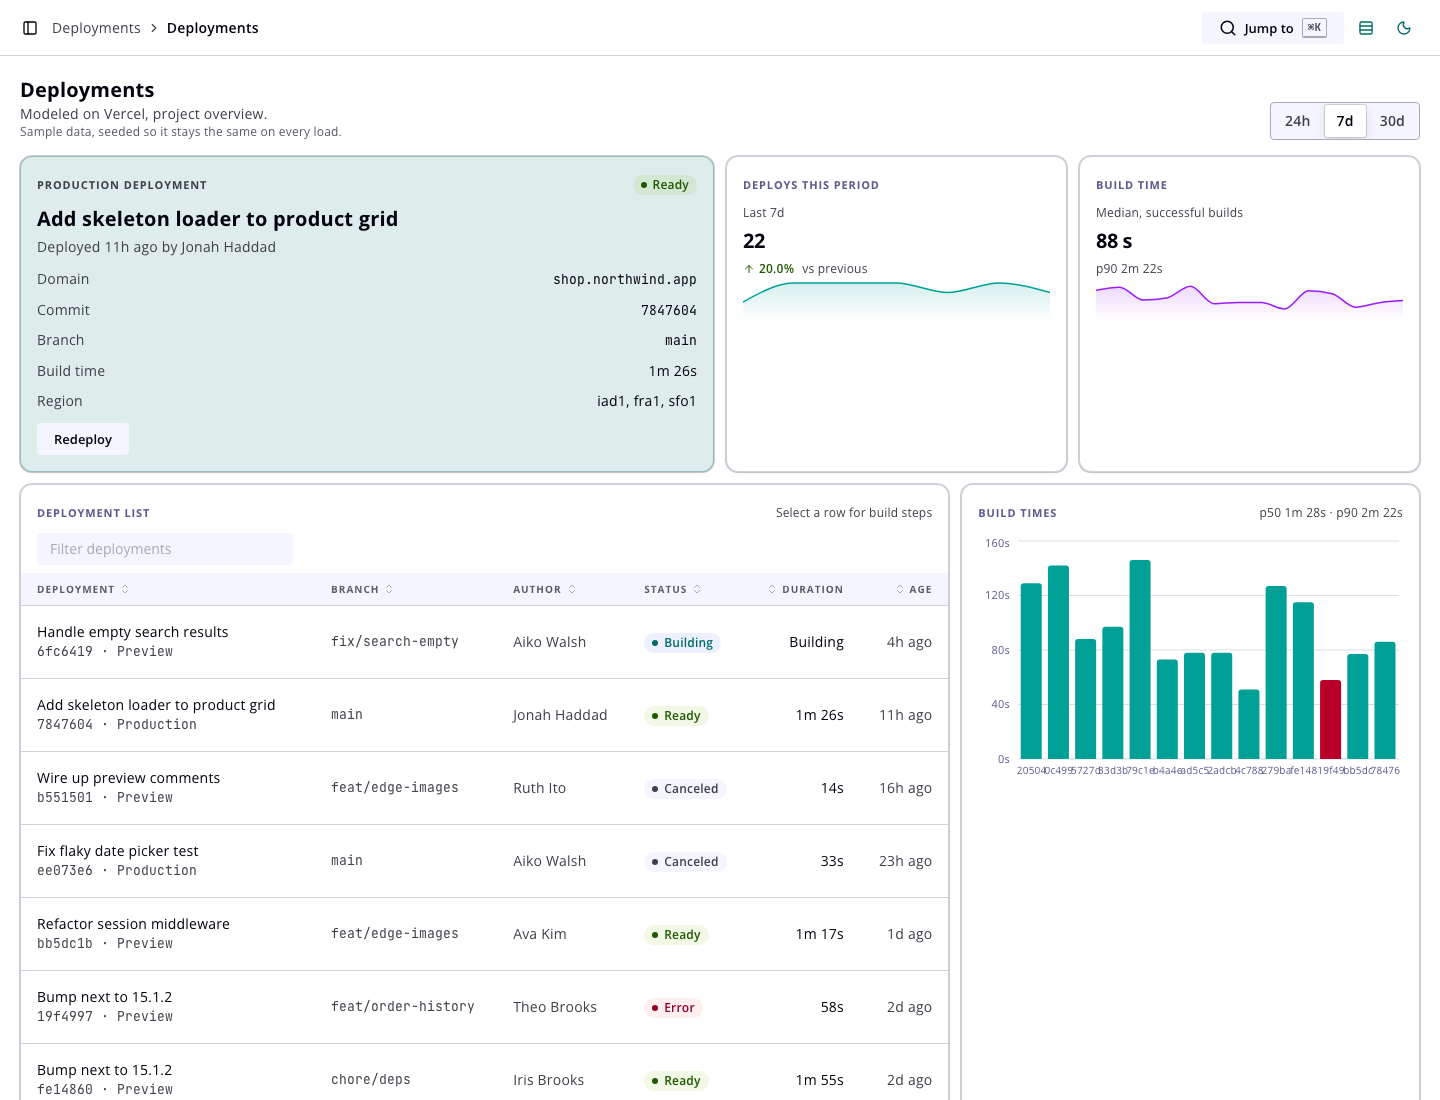 Deployments > Deployments
Jump to ⌘K
Deployments
Modeled on Vercel, project overview.
Sample data, seeded so it stays the same on every load.
24h 7d 30d
PRODUCTION DEPLOYMENT
Ready
Add skeleton loader to product grid
Deployed 11h ago by Jonah Haddad
Domain shop.northwind.app
Commit 7847604
Branch main
Build time 1m 26s
Region iad1, fra1, sfo1
Redeploy
DEPLOYS THIS PERIOD
Last 7d
22
↑ 20.0% vs previous
BUILD TIME
Median, successful builds
88 s
p90 2m 22s
DEPLOYMENT LIST
Select a row for build steps
Filter deployments
DEPLOYMENT BRANCH AUTHOR STATUS DURATION AGE
Handle empty search results
6fc6419 · Preview
fix/search-empty Aiko Walsh Building Building 4h ago
Add skeleton loader to product grid
7847604 · Production
main Jonah Haddad Ready 1m 26s 11h ago
Wire up preview comments
b551501 · Preview
feat/edge-images Ruth Ito Canceled 14s 16h ago
Fix flaky date picker test
ee073e6 · Production
main Aiko Walsh Canceled 33s 23h ago
Refactor session middleware
bb5dc1b · Preview
feat/edge-images Ava Kim Ready 1m 17s 1d ago
Bump next to 15.1.2
19f4997 · Preview
feat/order-history Theo Brooks Error 58s 2d ago
Bump next to 15.1.2
fe14860 · Preview
chore/deps Iris Brooks Ready 1m 55s 2d ago
BUILD TIMES
p50 1m 28s · p90 2m 22s
160s
120s
80s
40s
0s